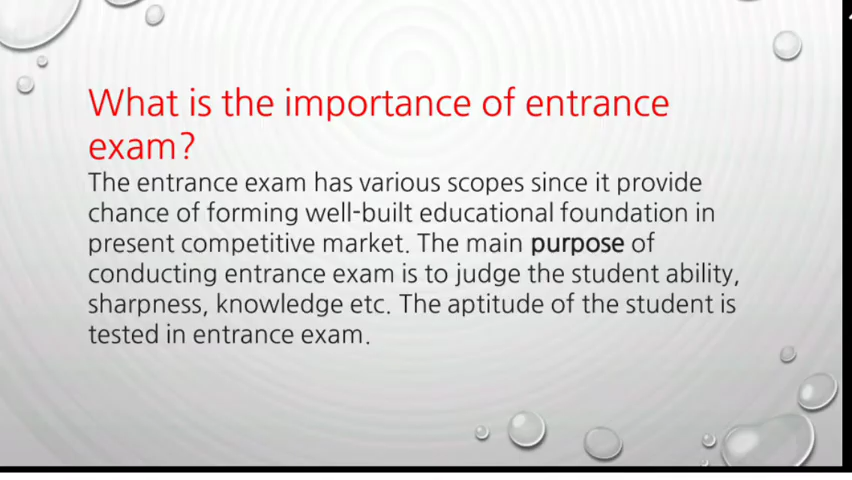 What is the importance of entrance
exam?
The entrance exam has various scopes since it provide
chance of forming well-built educational foundation in
present competitive market. The main purpose of
conducting entrance exam is to judge the student ability,
sharpness, knowledge etc. The aptitude of the student is
tested in entrance exam.